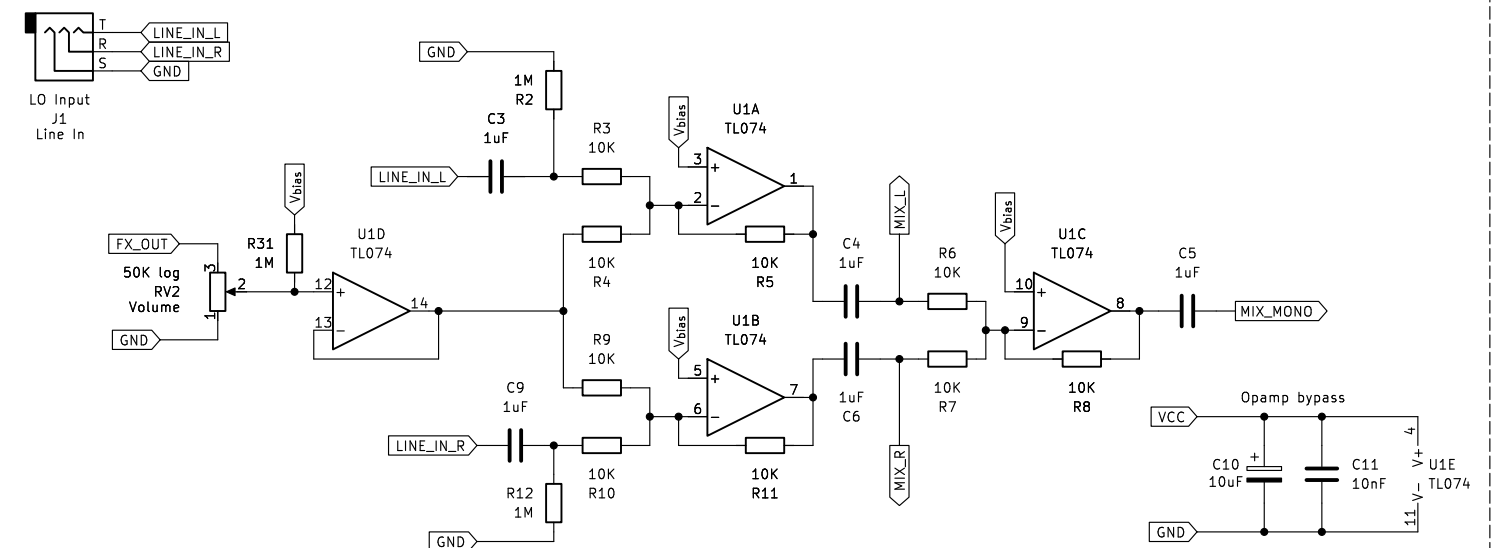 T
LINE_IN_L
R
LINE_IN_R
S
GND
LO Input
J1
Line In
GND
1M
R2
C3
1uF
LINE_IN_L
R3
10K
Vbias
U1A
TL074
3
+
2
−
1
10K
R4
10K
R5
Vbias
R31
1M
FX_OUT
50K log
RV2
Volume
3
2
1
GND
U1D
TL074
12
+
13
−
14
C4
1uF
MIX_L
R6
10K
Vbias
U1C
TL074
10
+
9
−
8
C5
1uF
MIX_MONO
R9
10K
Vbias
U1B
TL074
5
+
6
−
7
1uF
C6
10K
R7
10K
R8
C9
1uF
LINE_IN_R
10K
R10
10K
R11
MIX_R
R12
1M
GND
Opamp bypass
VCC
GND
+
C10
10uF
C11
10nF
4
V+
V−
11
U1E
TL074